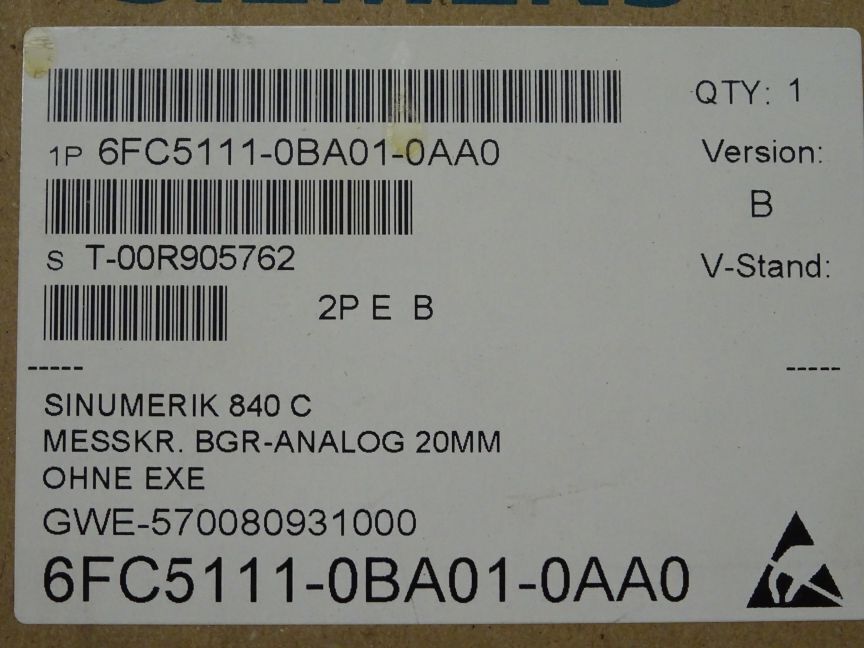 SIEMENS
QTY: 1
1P 6FC5111-0BA01-0AA0
Version:
B
S T-00R905762
V-Stand:
2P E B
-----
-----
SINUMERIK 840 C
MESSKR. BGR-ANALOG 20MM
OHNE EXE
GWE-570080931000
6FC5111-0BA01-0AA0